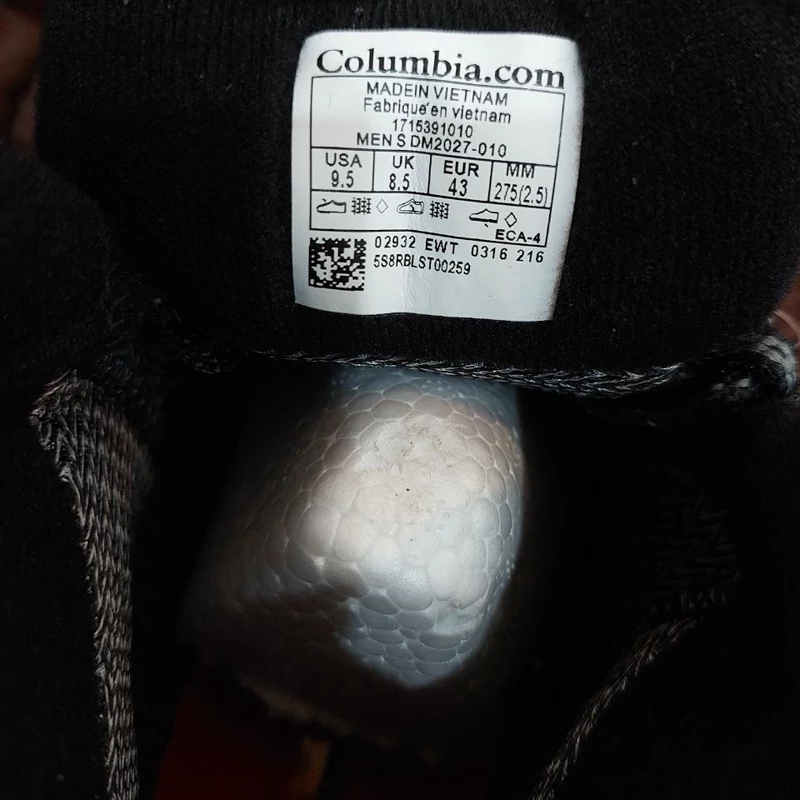 Columbia.com
MADEIN VIETNAM
Fabrique'en vietnam
1715391010
MEN S DM2027-010
USA UK EUR MM
9.5 8.5 43 275(2.5)
ECA-4
02932 EWT 0316 216
5S8RBLST00259